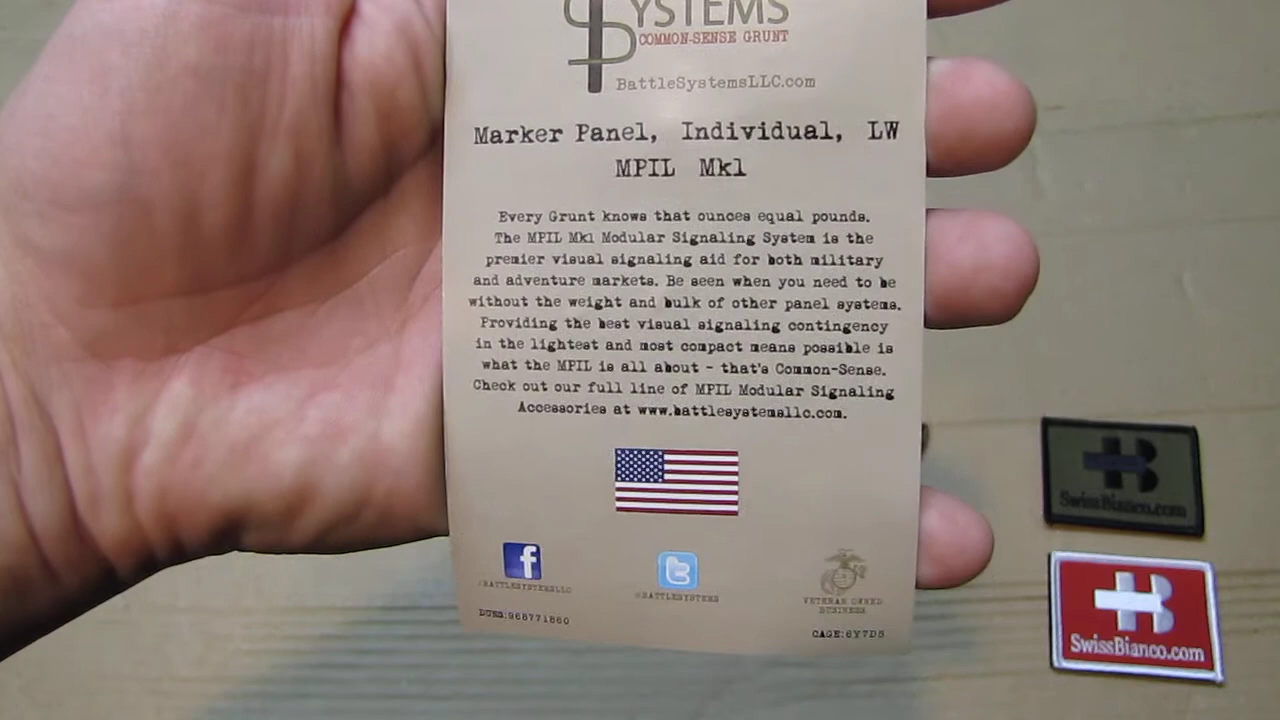 SYSTEMS
COMMON-SENSE GRUNT
BattleSystemsLLC.com
Marker Panel, Individual, LW
MPIL Mk1
Every Grunt knows that ounces equal pounds.
The MPIL Mk1 Modular Signaling System is the
premier visual signaling aid for both military
and adventure markets. Be seen when you need to be
without the weight and bulk of other panel systems.
Providing the best visual signaling contingency
in the lightest and most compact means possible is
what the MPIL is all about - that's Common-Sense.
Check out our full line of MPIL Modular Signaling
Accessories at www.battlesystemsllc.com.
@BATTLESYSTEMSLLC
@BATTLESYSTEMS
VETERAN OWNED
BUSINESS
DUNS:968771860
CAGE:6Y7D5
SwissBianco.com
SwissBianco.com